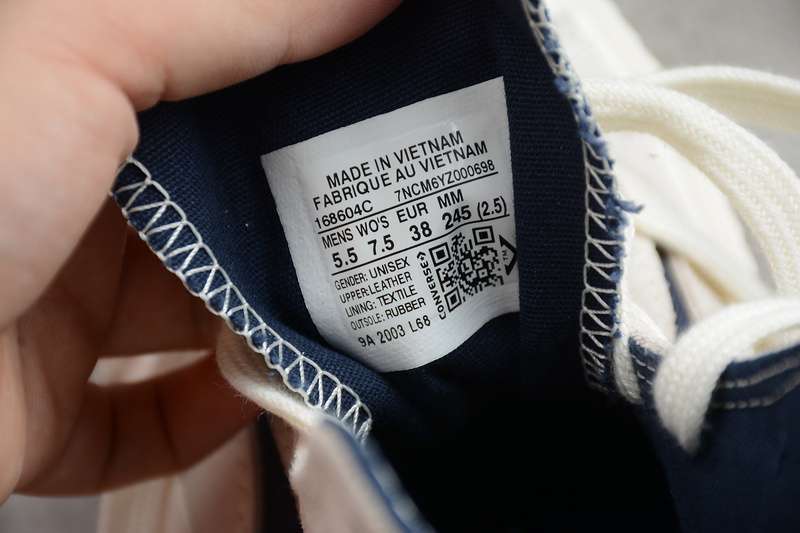 MADE IN VIETNAM
FABRIQUE AU VIETNAM
168604C 7NCM6YZ000698
MENS WO'S EUR MM
5.5 7.5 38 245 (2.5)
GENDER: UNISEX
UPPER:LEATHER
LINING: TEXTILE
OUTSOLE: RUBBER
9A 2003 L68
CONVERSE
TM